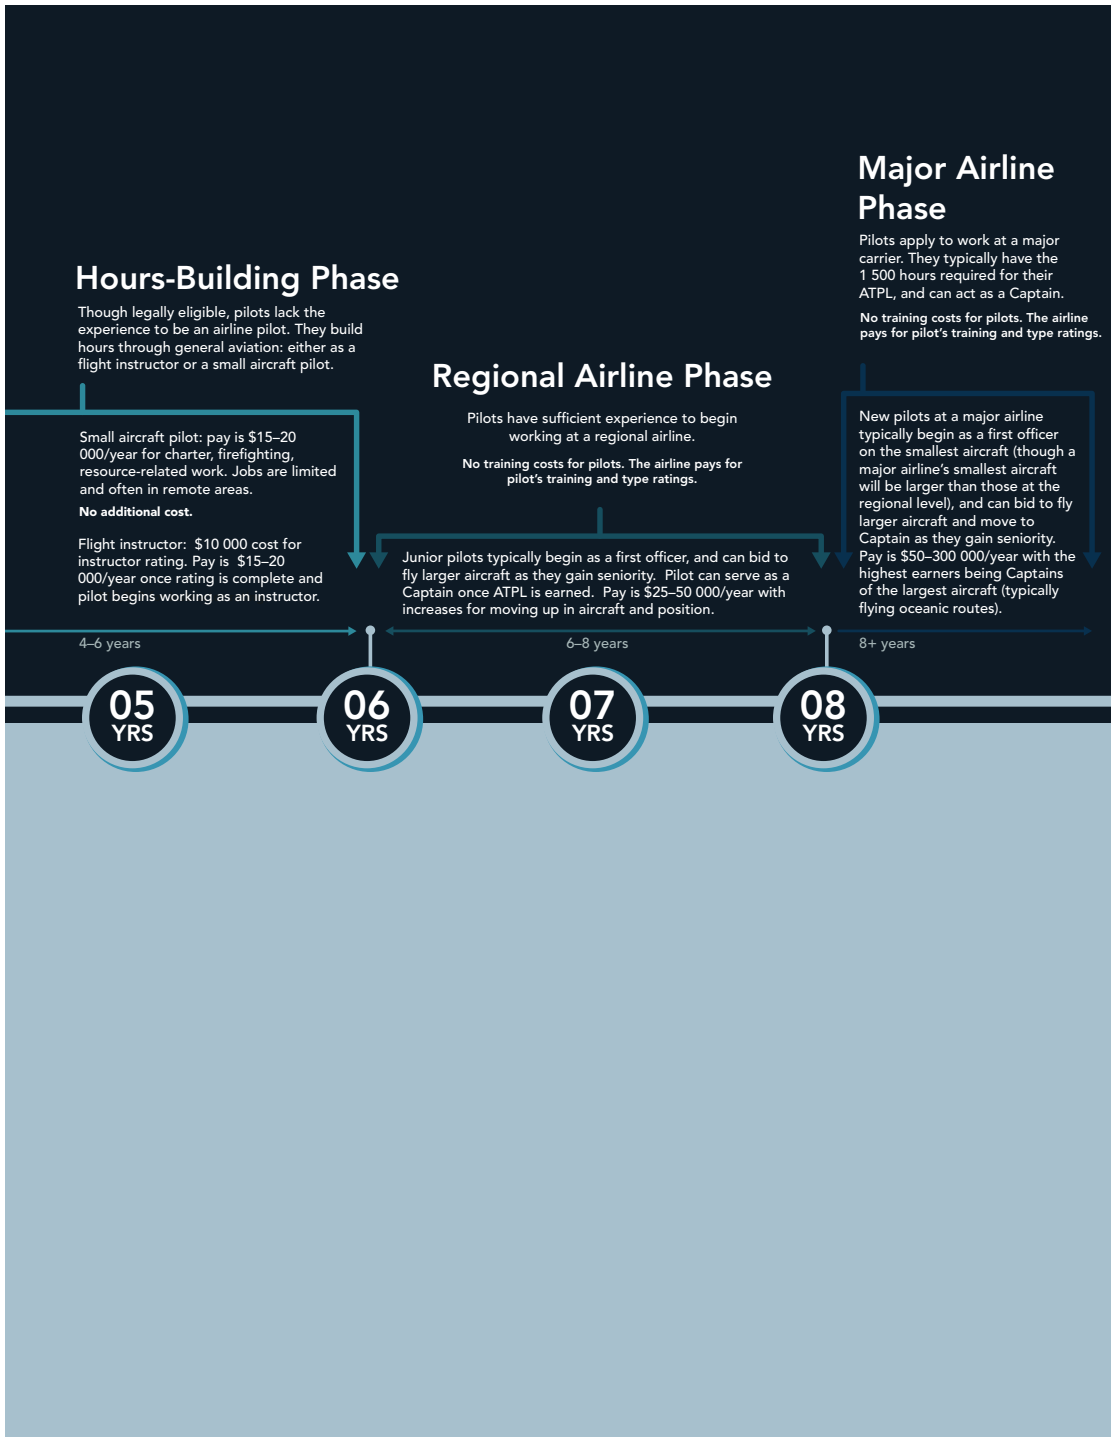 Hours-Building Phase
Though legally eligible, pilots lack the
experience to be an airline pilot. They build
hours through general aviation: either as a
flight instructor or a small aircraft pilot.
Small aircraft pilot: pay is $15–20
000/year for charter, firefighting,
resource-related work. Jobs are limited
and often in remote areas.
No additional cost.
Flight instructor:  $10 000 cost for
instructor rating. Pay is  $15–20
000/year once rating is complete and
pilot begins working as an instructor.
4–6 years
Regional Airline Phase
Pilots have sufficient experience to begin
working at a regional airline.
No training costs for pilots. The airline pays for
pilot's training and type ratings.
Junior pilots typically begin as a first officer, and can bid to
fly larger aircraft as they gain seniority.  Pilot can serve as a
Captain once ATPL is earned.  Pay is $25–50 000/year with
increases for moving up in aircraft and position.
6–8 years
Major Airline
Phase
Pilots apply to work at a major
carrier. They typically have the
1 500 hours required for their
ATPL, and can act as a Captain.
No training costs for pilots. The airline
pays for pilot's training and type ratings.
New pilots at a major airline
typically begin as a first officer
on the smallest aircraft (though a
major airline's smallest aircraft
will be larger than those at the
regional level), and can bid to fly
larger aircraft and move to
Captain as they gain seniority.
Pay is $50–300 000/year with the
highest earners being Captains
of the largest aircraft (typically
flying oceanic routes).
8+ years
05
YRS
06
YRS
07
YRS
08
YRS